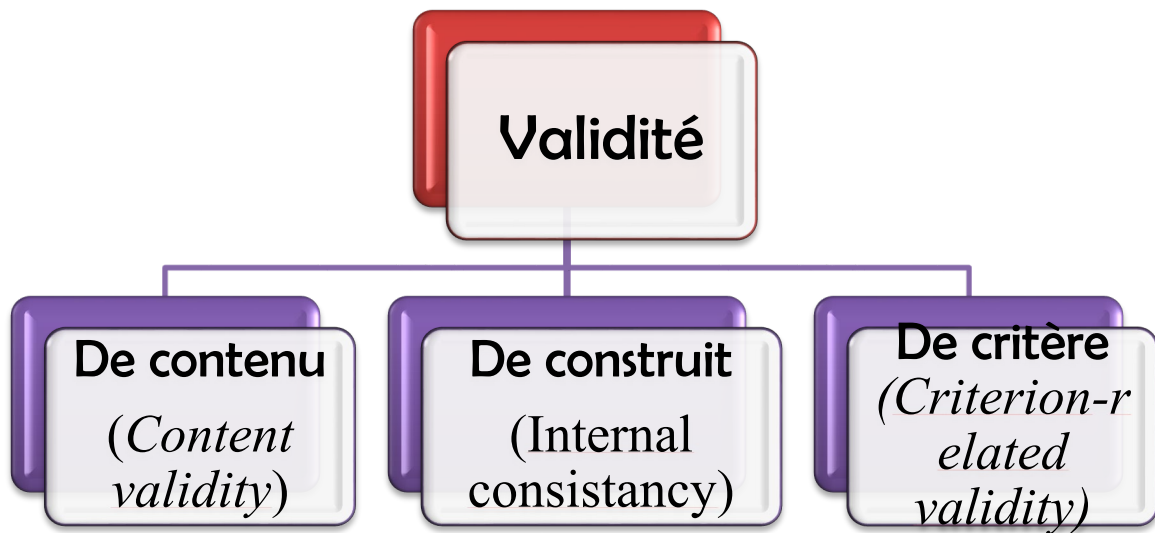 Validité
De contenu
(Content
validity)
De construit
(Internal
consistancy)
De critère
(Criterion-r
elated
validity)